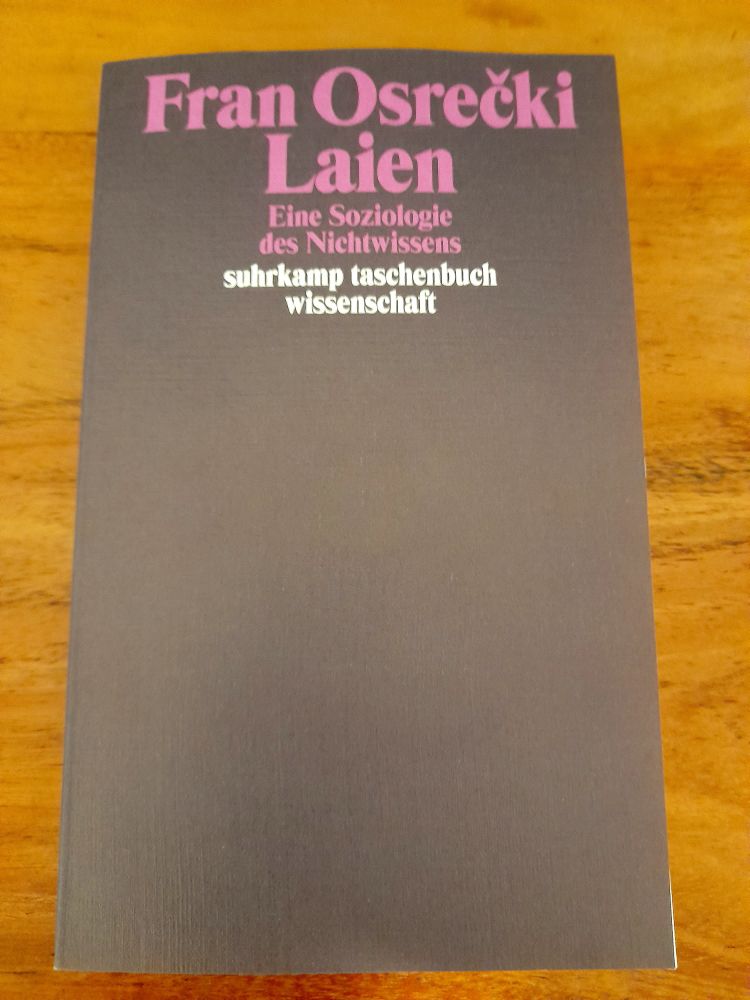 Fran Osrečki
Laien
Eine Soziologie
des Nichtwissens
suhrkamp taschenbuch
wissenschaft